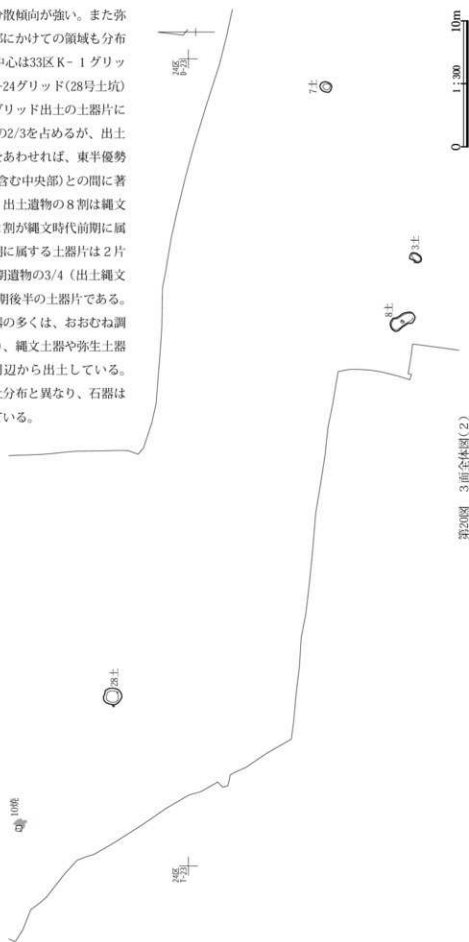 分散傾向が強い。また弥
部にかけての領域も分布
中心は33区K-1グリッ
-24グリッド(28号土坑)
グリッド出土の土器片に
の2/3を占めるが、出土
をあわせれば、東半優勢
含む中央部)との間に著
出土遺物の8割は縄文
割が縄文時代前期に属
期に属する土器片は2片
期遺物の3/4（出土縄文
期後半の土器片である。
器の多くは、おおむね調
、縄文土器や弥生土器
周辺から出土している。
土分布と異なり、石器は
ている。
24区
D-23
7土
3土
8土
28土
10焼
24区
T-23
0 1:300 10m
第20図 3面全体図(2)